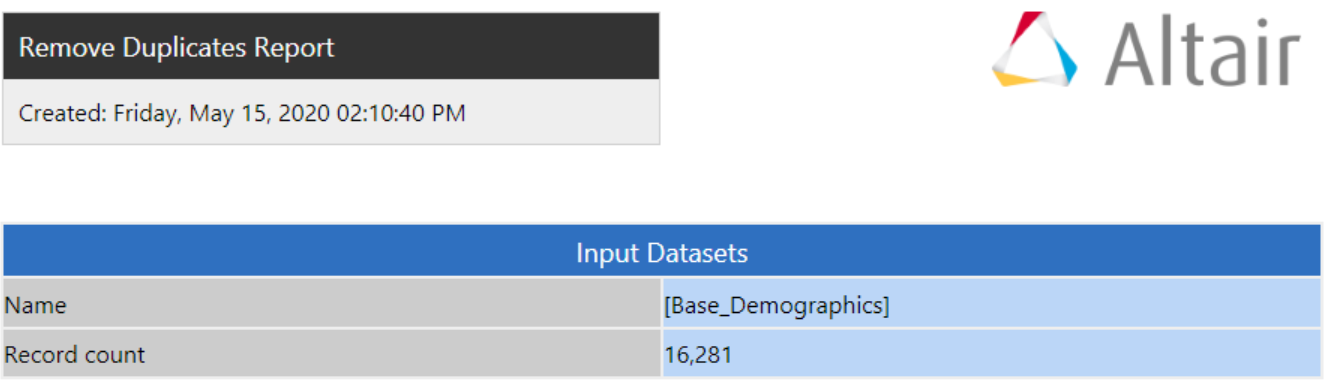 Remove Duplicates Report
Altair
Created: Friday, May 15, 2020 02:10:40 PM
Input Datasets
Name [Base_Demographics]
Record count 16,281